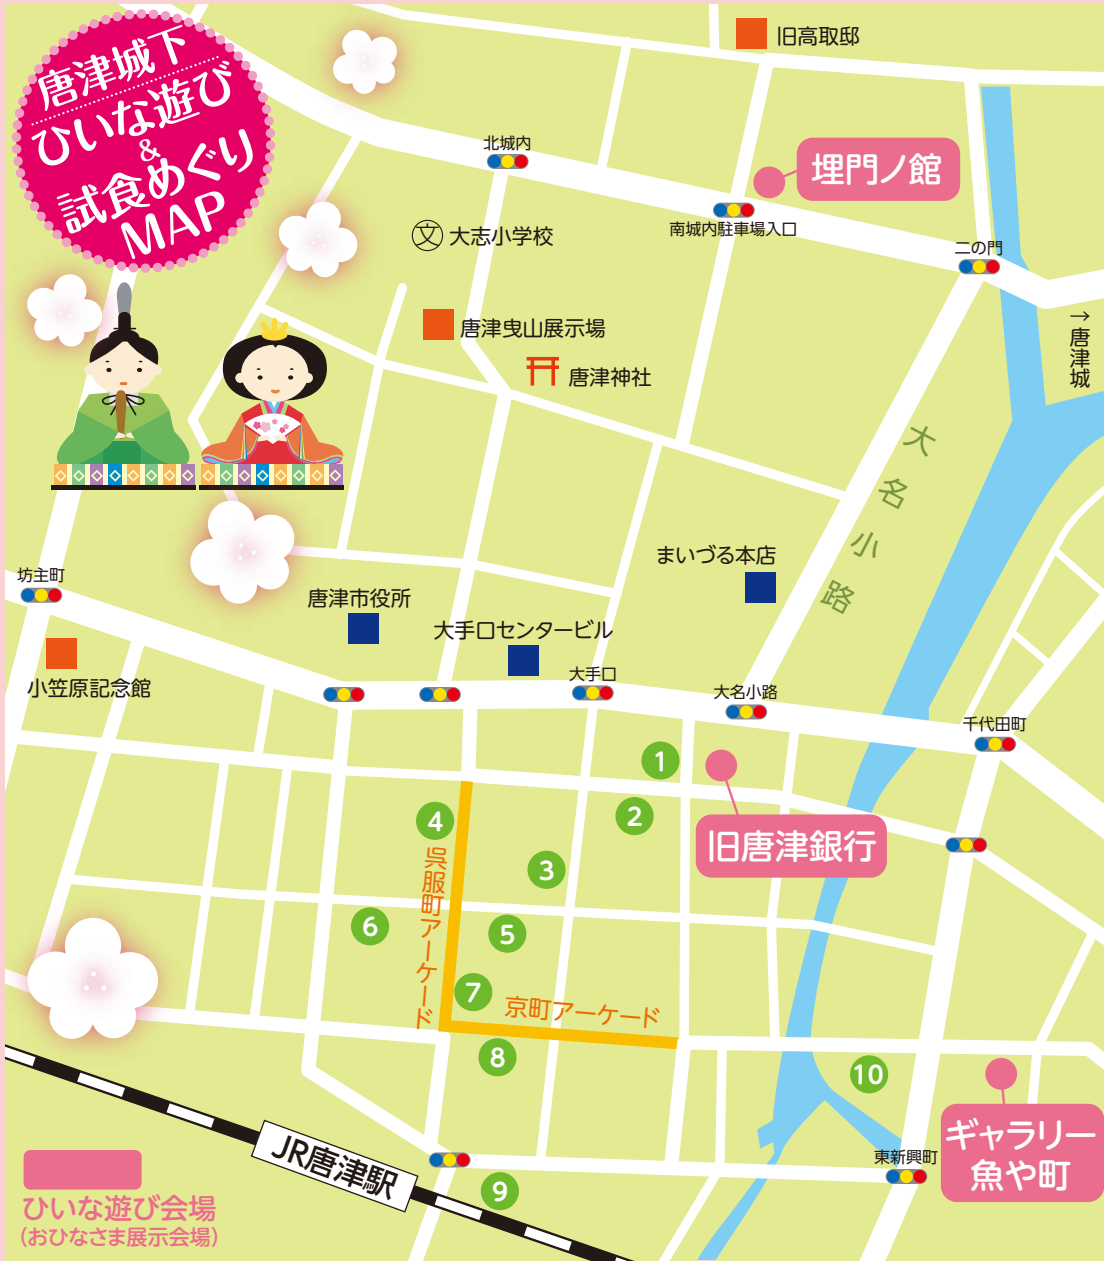 唐津城下
ひいな遊び
&
試食めぐり
MAP
旧高取邸
北城内
埋門ノ館
南城内駐車場入口
文 大志小学校
二の門
→唐津城
唐津曳山展示場
唐津神社
大名小路
まいづる本店
坊主町
唐津市役所
大手口センタービル
小笠原記念館
大手口
大名小路
千代田町
1
2
旧唐津銀行
4
3
呉服町アーケード
6
5
7
京町アーケード
8
10
ギャラリー
魚や町
JR唐津駅
東新興町
9
ひいな遊び会場
(おひなさま展示会場)